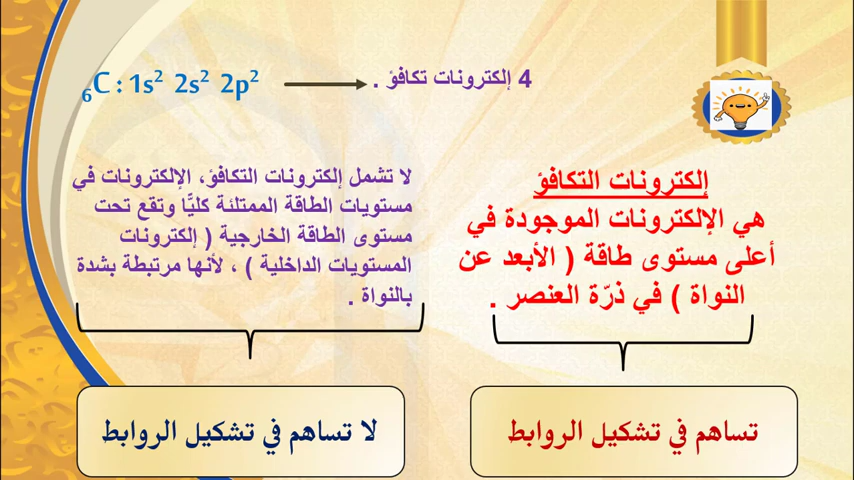 ₆C : 1s² 2s² 2p²
4 إلكترونات تكافؤ .
إلكترونات التكافؤ
هي الإلكترونات الموجودة في
أعلى مستوى طاقة ( الأبعد عن
النواة ) في ذرّة العنصر .
لا تشمل إلكترونات التكافؤ، الإلكترونات في
مستويات الطاقة الممتلئة كليًّا وتقع تحت
مستوى الطاقة الخارجية ( إلكترونات
المستويات الداخلية ) ، لأنها مرتبطة بشدة
بالنواة .
تساهم في تشكيل الروابط
لا تساهم في تشكيل الروابط